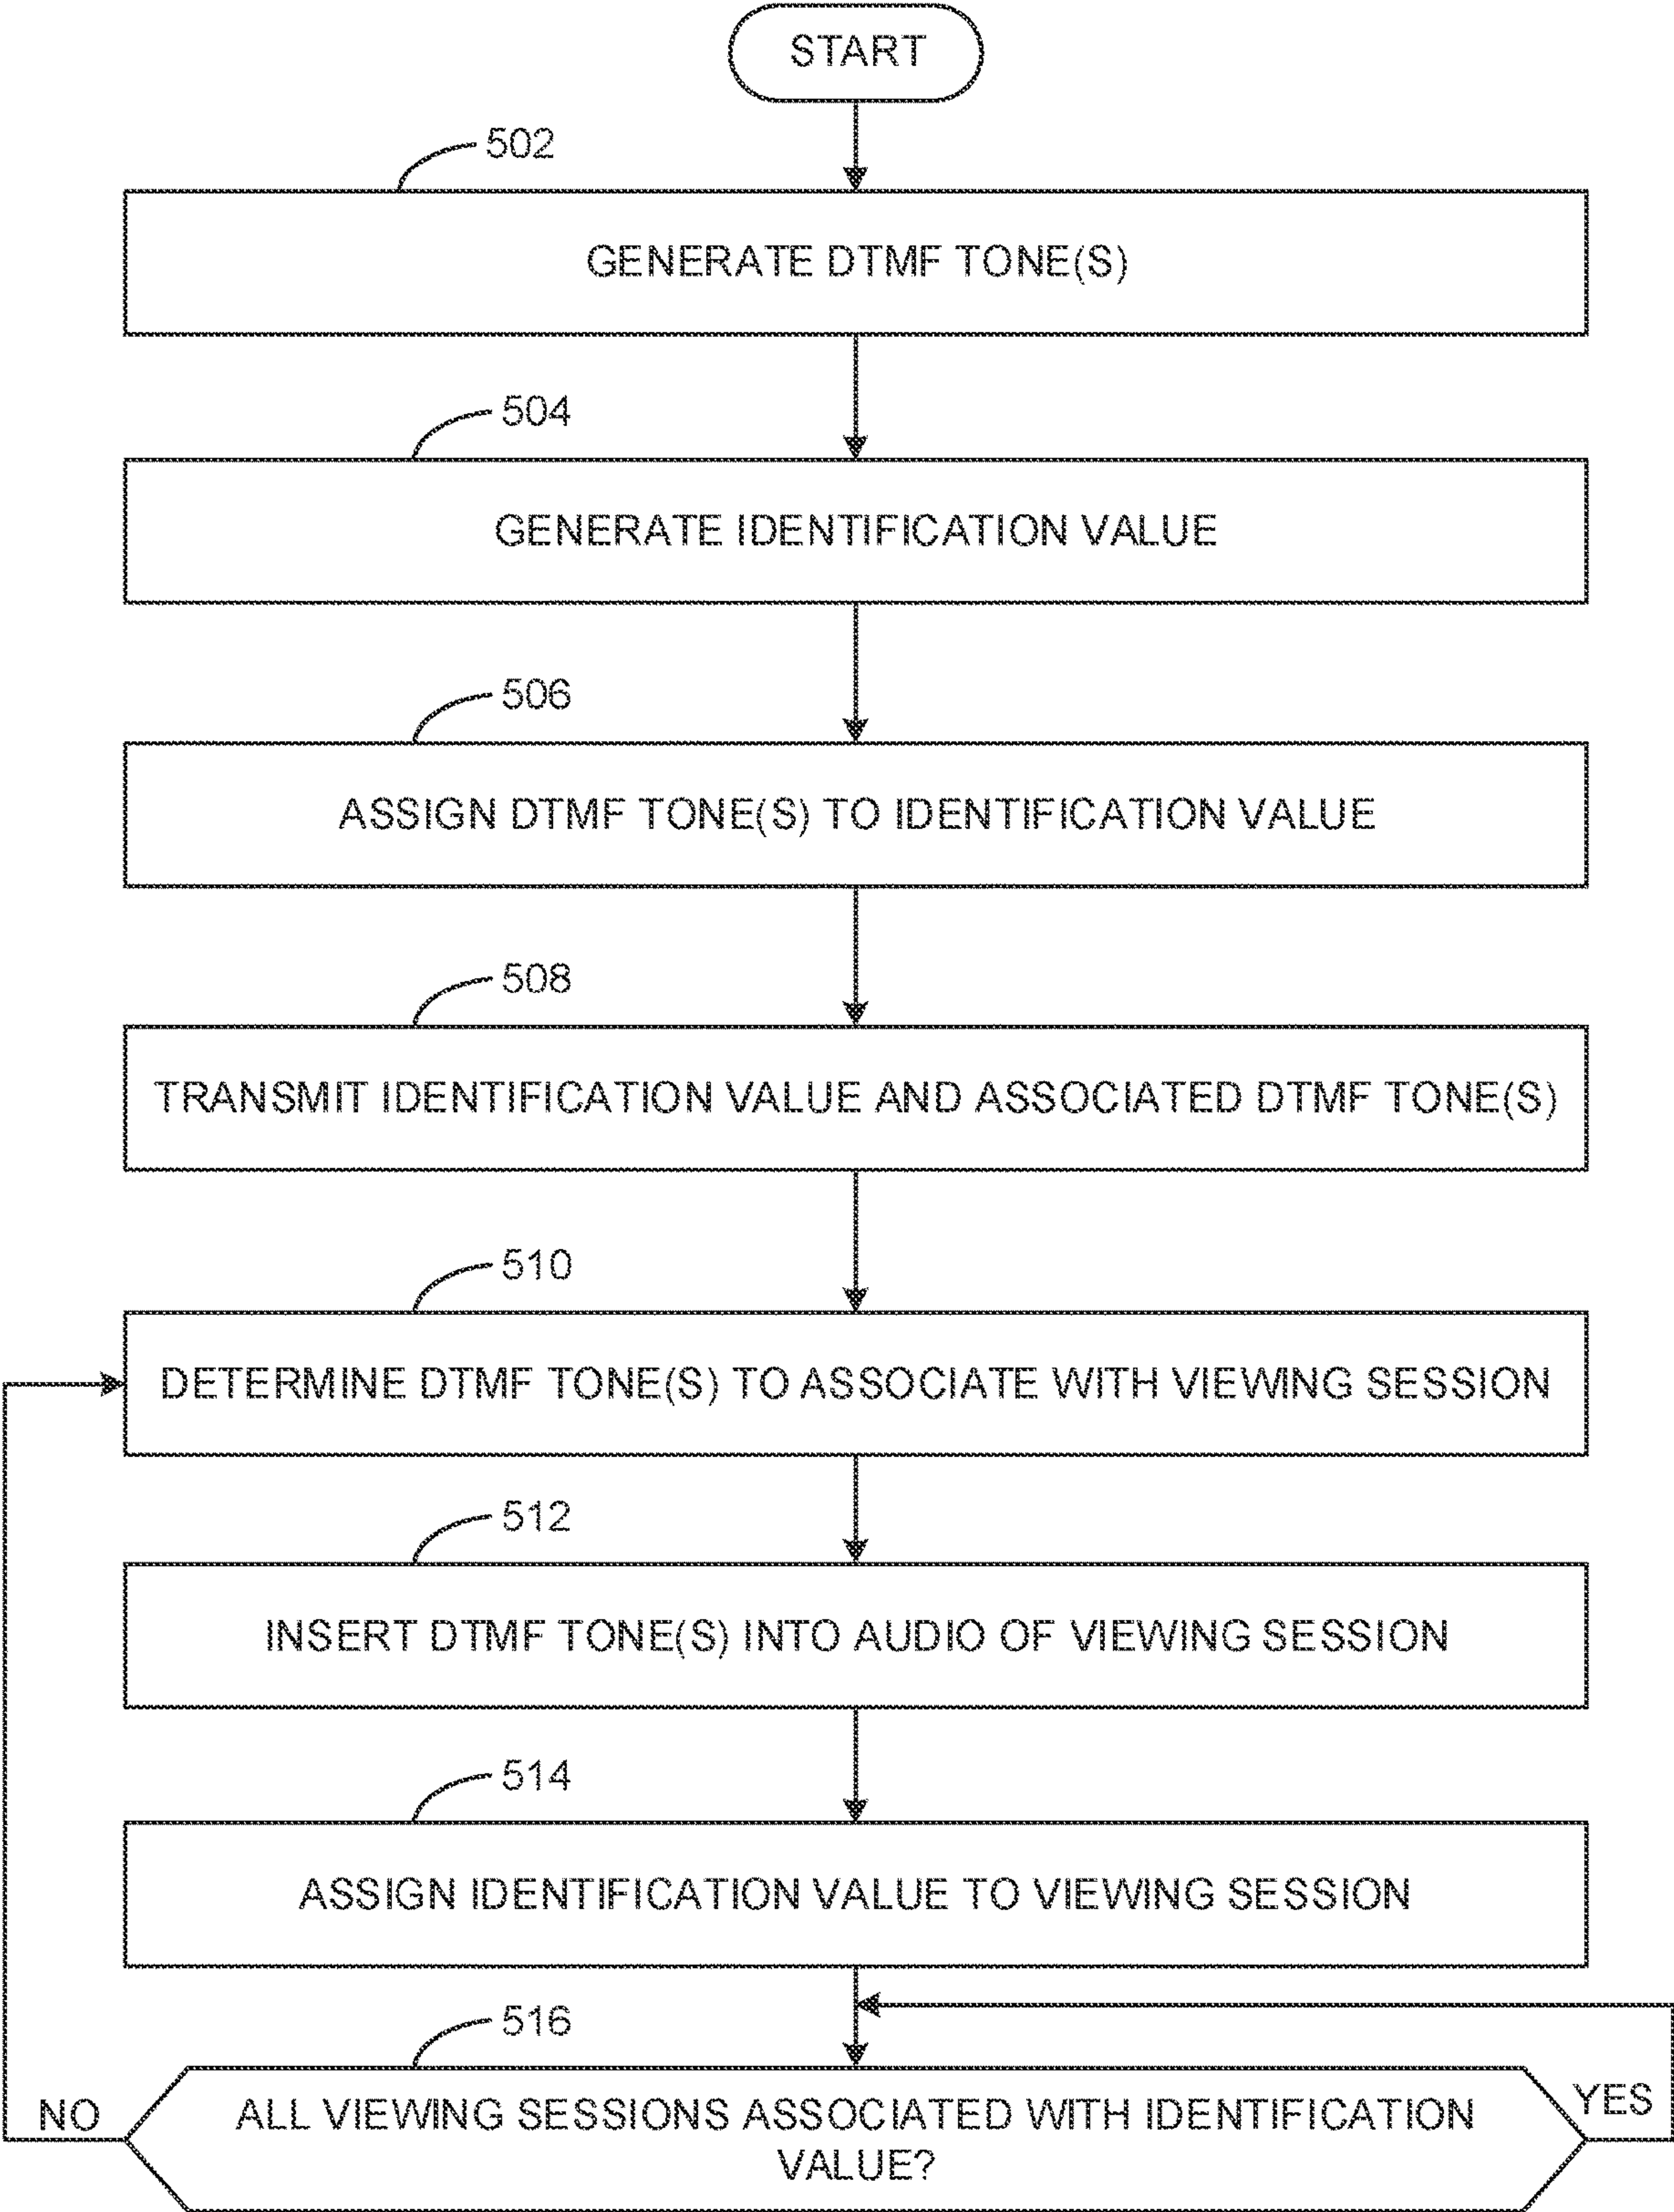 START
502
GENERATE DTMF TONE(S)
504
GENERATE IDENTIFICATION VALUE
506
ASSIGN DTMF TONE(S) TO IDENTIFICATION VALUE
508
TRANSMIT IDENTIFICATION VALUE AND ASSOCIATED DTMF TONE(S)
510
DETERMINE DTMF TONE(S) TO ASSOCIATE WITH VIEWING SESSION
512
INSERT DTMF TONE(S) INTO AUDIO OF VIEWING SESSION
514
ASSIGN IDENTIFICATION VALUE TO VIEWING SESSION
516
NO
ALL VIEWING SESSIONS ASSOCIATED WITH IDENTIFICATION
VALUE?
YES